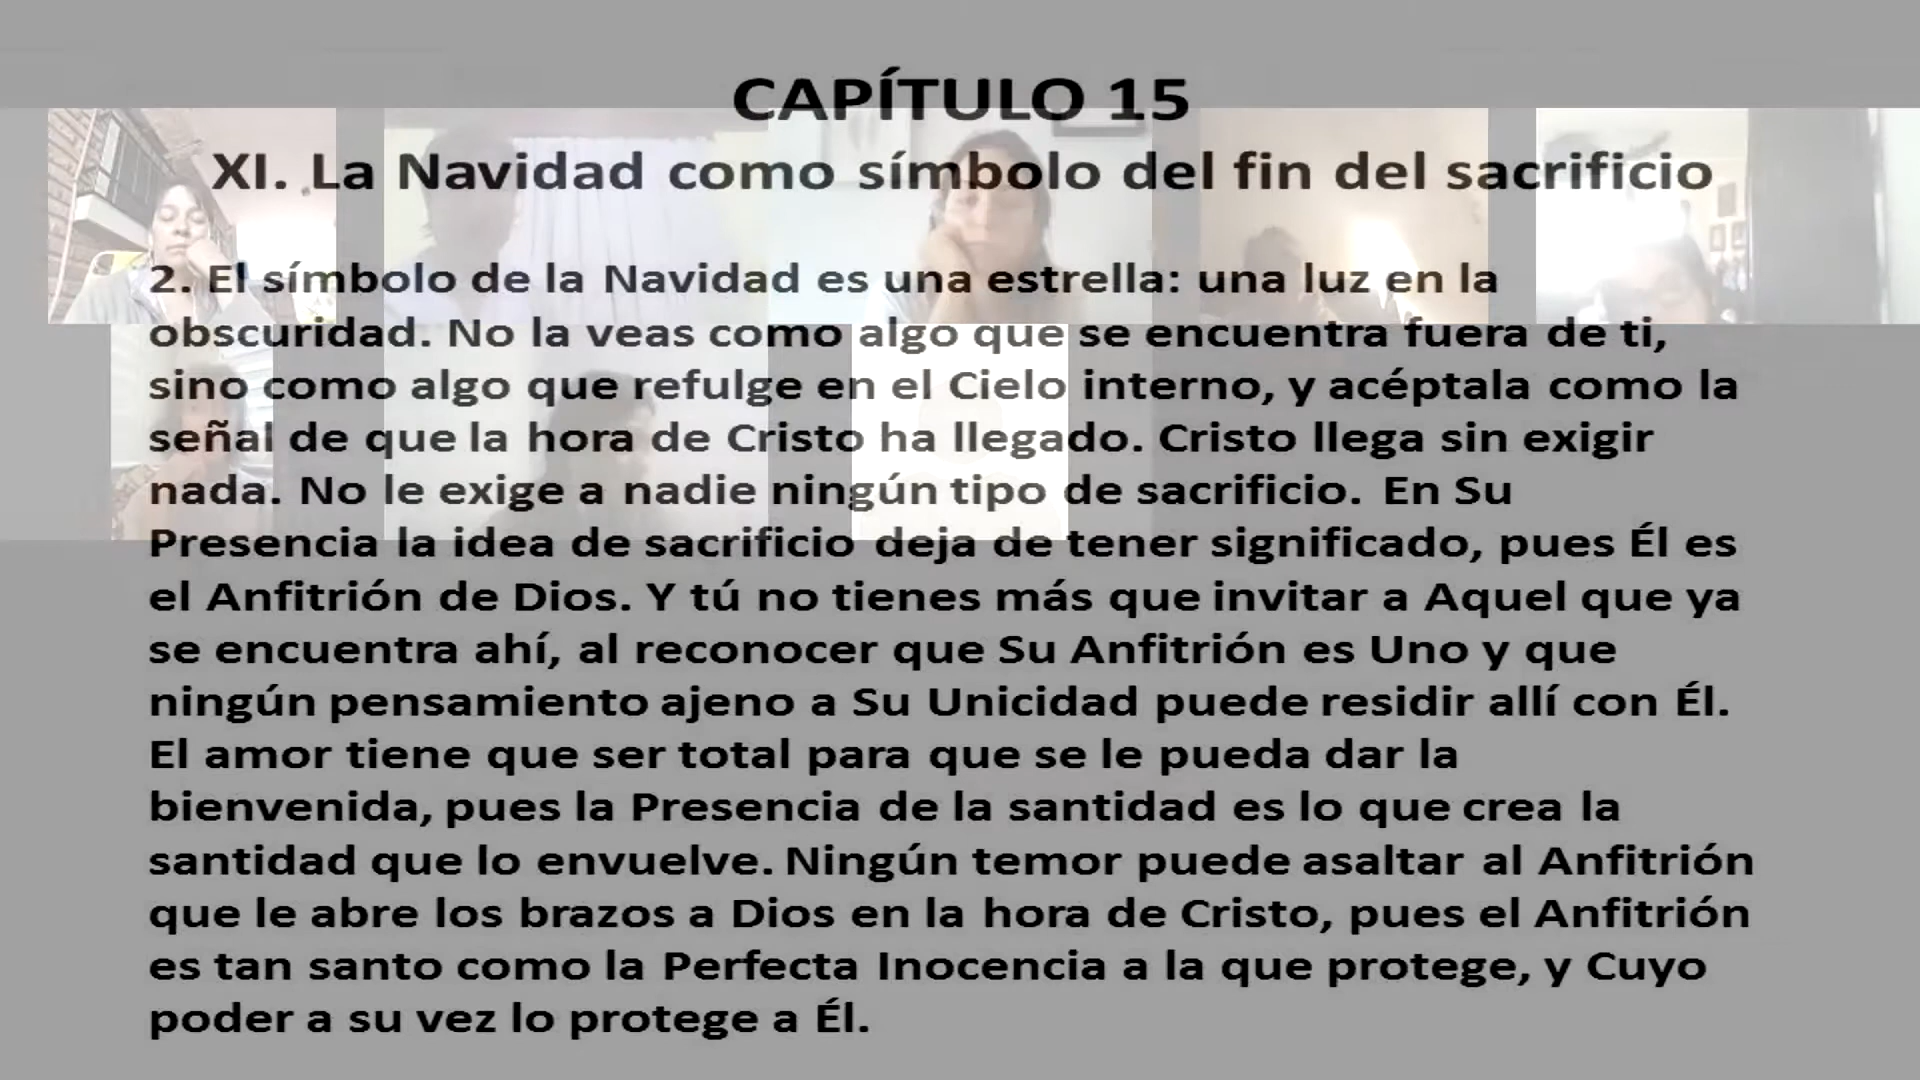 CAPÍTULO 15
XI. La Navidad como símbolo del fin del sacrificio
2. El símbolo de la Navidad es una estrella: una luz en la
obscuridad. No la veas como algo que se encuentra fuera de ti,
sino como algo que refulge en el Cielo interno, y acéptala como la
señal de que la hora de Cristo ha llegado. Cristo llega sin exigir
nada. No le exige a nadie ningún tipo de sacrificio. En Su
Presencia la idea de sacrificio deja de tener significado, pues Él es
el Anfitrión de Dios. Y tú no tienes más que invitar a Aquel que ya
se encuentra ahí, al reconocer que Su Anfitrión es Uno y que
ningún pensamiento ajeno a Su Unicidad puede residir allí con Él.
El amor tiene que ser total para que se le pueda dar la
bienvenida, pues la Presencia de la santidad es lo que crea la
santidad que lo envuelve. Ningún temor puede asaltar al Anfitrión
que le abre los brazos a Dios en la hora de Cristo, pues el Anfitrión
es tan santo como la Perfecta Inocencia a la que protege, y Cuyo
poder a su vez lo protege a Él.